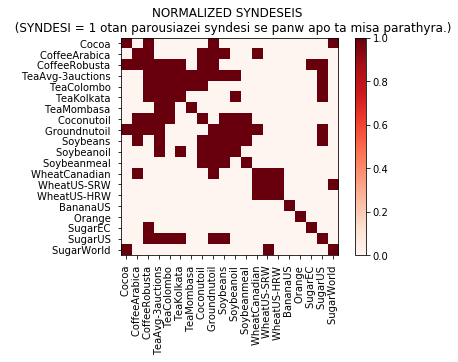 NORMALIZED SYNDESEIS
(SYNDESI = 1 otan parousiazei syndesi se panw apo ta misa parathyra.)
Cocoa
CoffeeArabica
CoffeeRobusta
TeaAvg-3auctions
TeaColombo
TeaKolkata
TeaMombasa
Coconutoil
Groundnutoil
Soybeans
Soybeanoil
Soybeanmeal
WheatCanadian
WheatUS-SRW
WheatUS-HRW
BananaUS
Orange
SugarEC
SugarUS
SugarWorld
1.0
0.8
0.6
0.4
0.2
0.0
Cocoa
CoffeeArabica
CoffeeRobusta
TeaAvg-3auctions
TeaColombo
TeaKolkata
TeaMombasa
Coconutoil
Groundnutoil
Soybeans
Soybeanoil
Soybeanmeal
WheatCanadian
WheatUS-SRW
WheatUS-HRW
BananaUS
Orange
SugarEC
SugarUS
SugarWorld